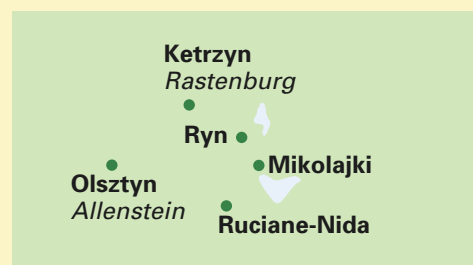 Ketrzyn
Rastenburg
Ryn
Mikolajki
Olsztyn
Allenstein
Ruciane-Nida